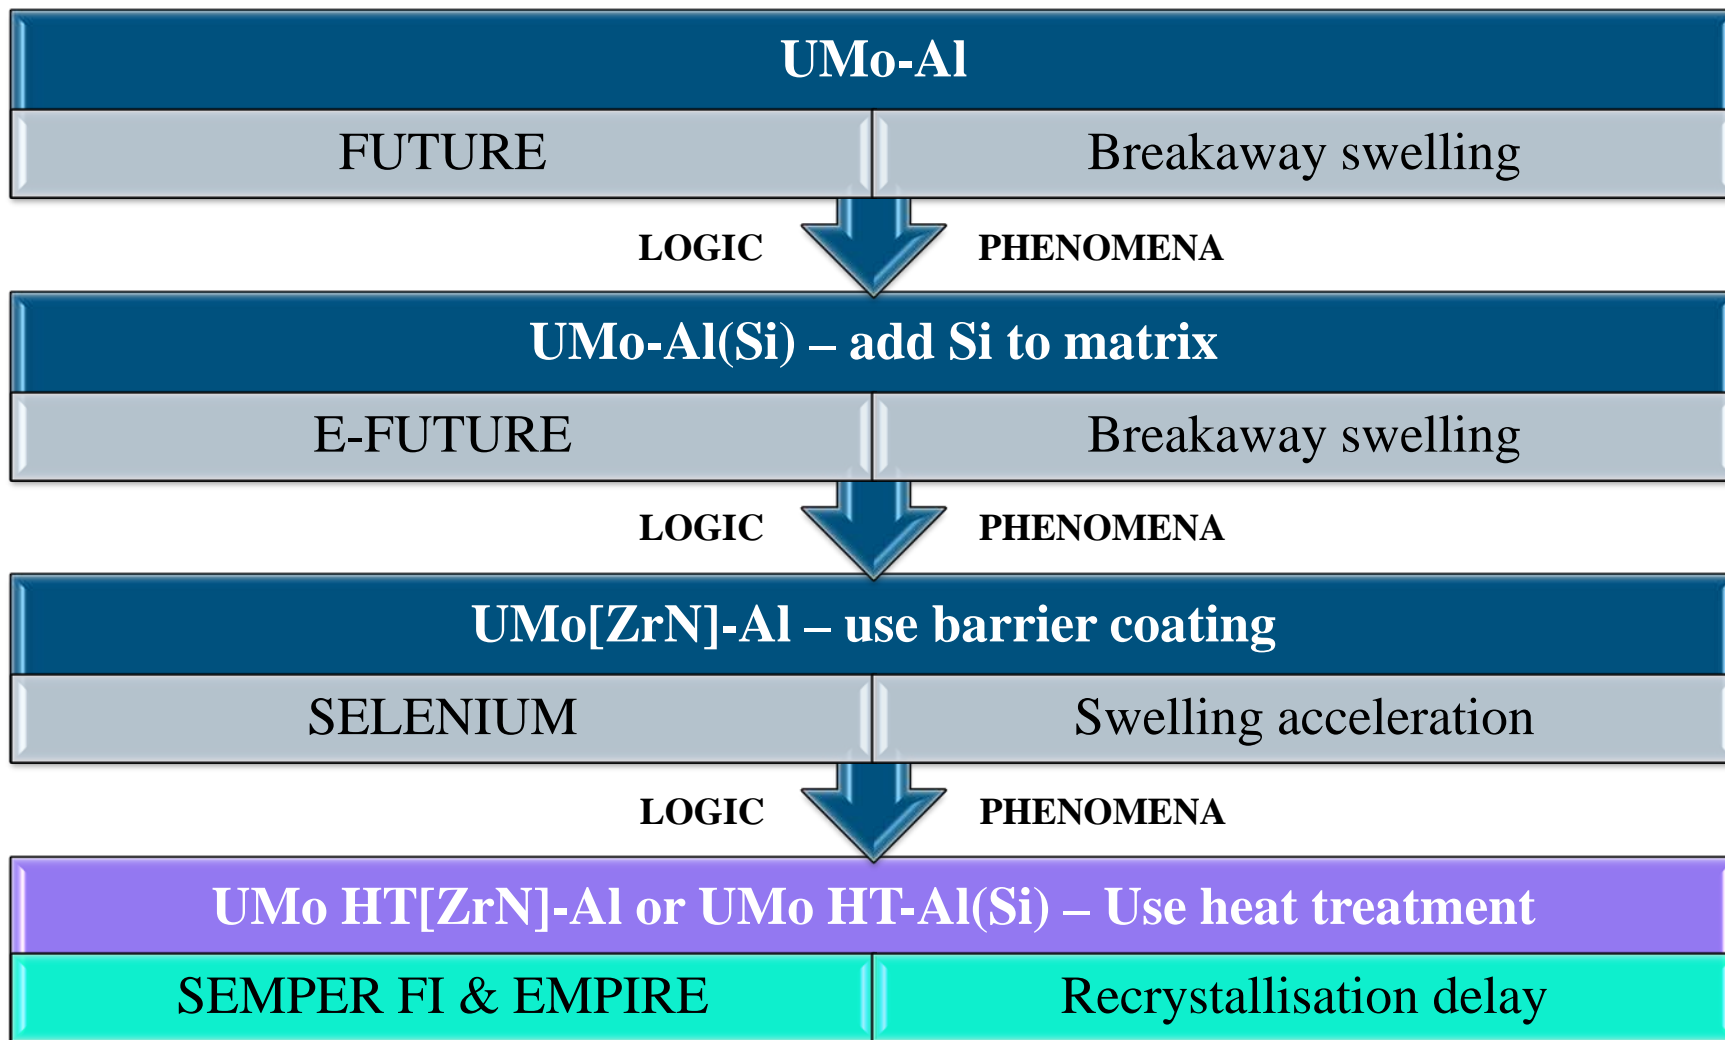 UMo-Al
FUTURE
Breakaway swelling
LOGIC
PHENOMENA
UMo-Al(Si) – add Si to matrix
E-FUTURE
Breakaway swelling
LOGIC
PHENOMENA
UMo[ZrN]-Al – use barrier coating
SELENIUM
Swelling acceleration
LOGIC
PHENOMENA
UMo HT[ZrN]-Al or UMo HT-Al(Si) – Use heat treatment
SEMPER FI & EMPIRE
Recrystallisation delay